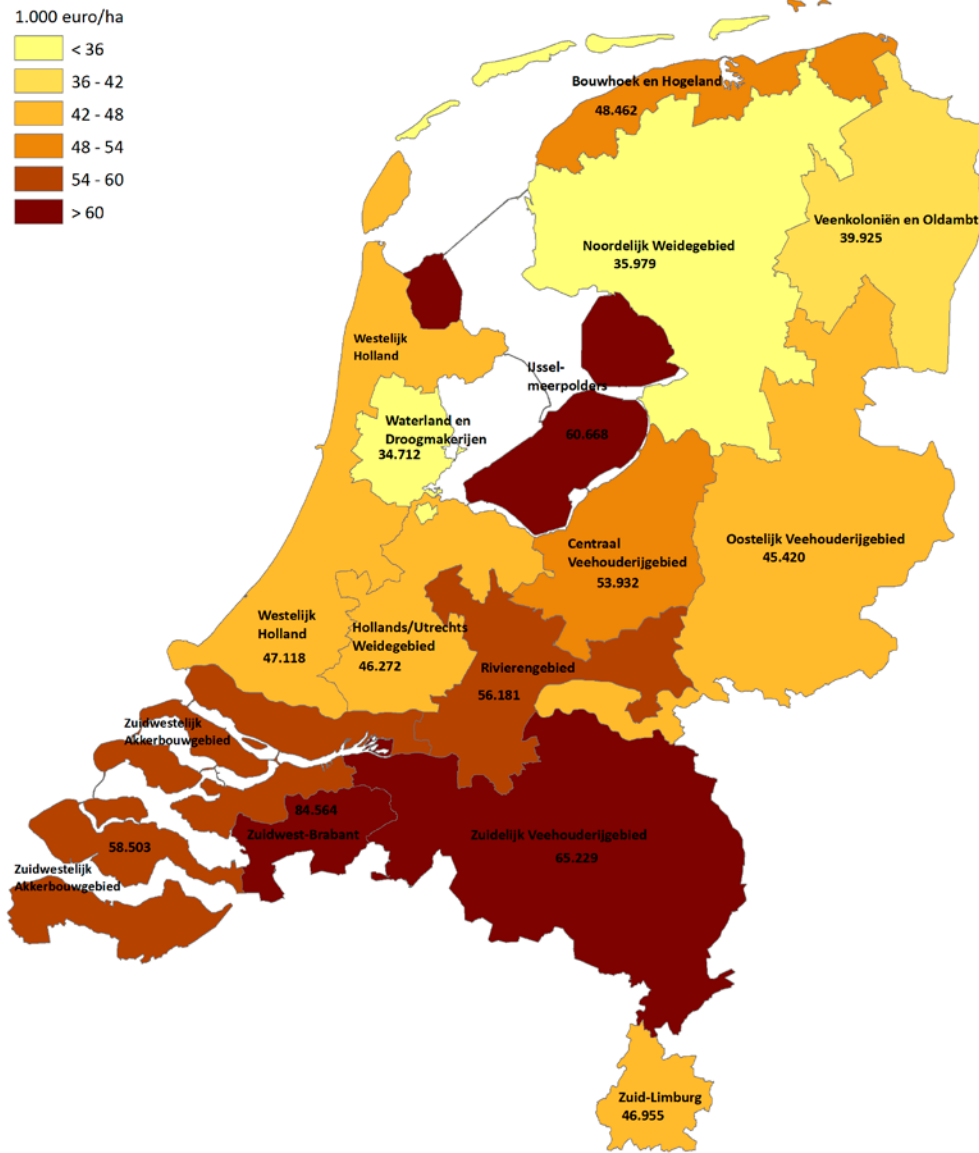 1.000 euro/ha
< 36
36 - 42
42 - 48
48 - 54
54 - 60
> 60
Bouwhoek en Hogeland
48.462
Veenkoloniën en Oldambt
39.925
Noordelijk Weidegebied
35.979
Westelijk
Holland
IJssel-
meerpolders
60.668
Waterland en
Droogmakerijen
34.712
Centraal
Veehouderijgebied
53.932
Oostelijk Veehouderijgebied
45.420
Westelijk
Holland
47.118
Hollands/Utrechts
Weidegebied
46.272
Rivierengebied
56.181
Zuidwestelijk
Akkerbouwgebied
84.564
Zuidwest-Brabant
Zuidelijk Veehouderijgebied
65.229
58.503
Zuidwestelijk
Akkerbouwgebied
Zuid-Limburg
46.955